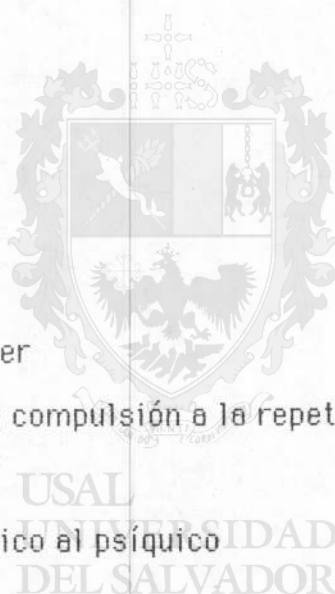 er
compulsión a la repet
ico al psíquico
USAL
UNIVERSIDAD
DEL SALVADOR